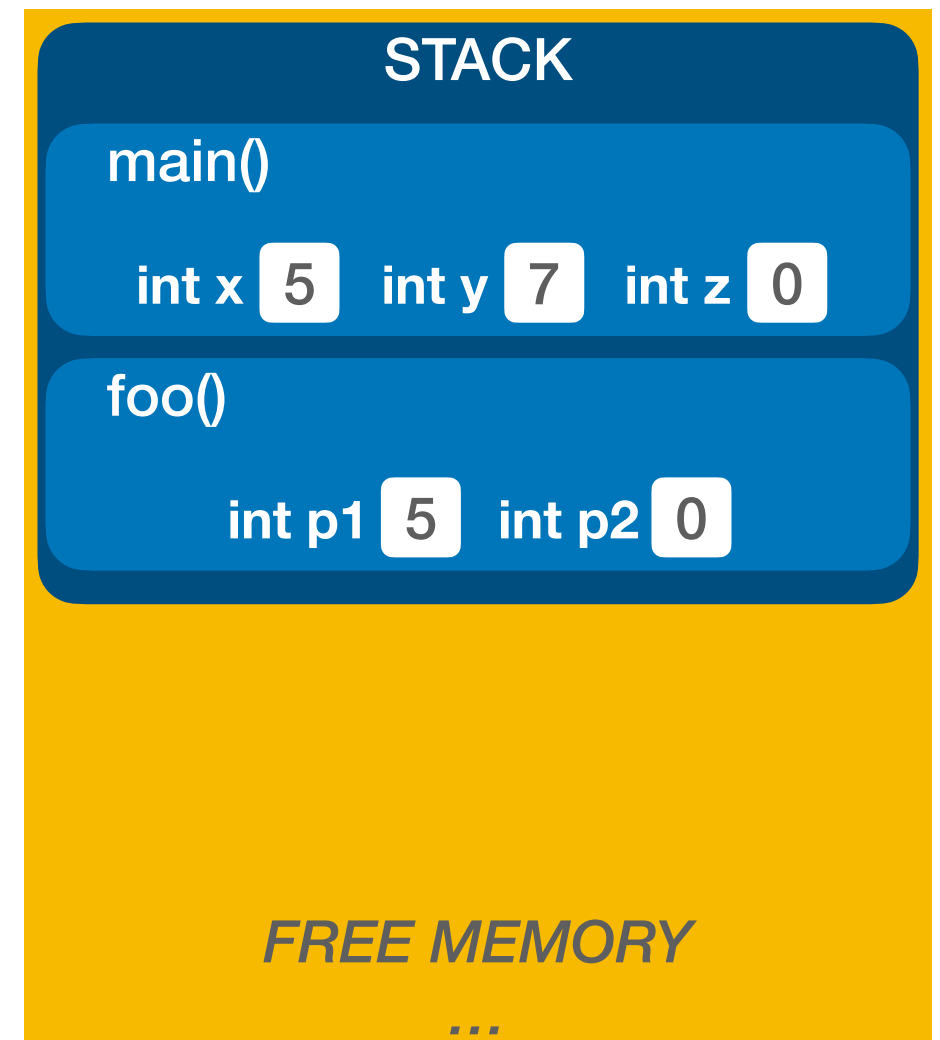 STACK
main()
int x 5 int y 7 int z 0
foo()
int p1 5 int p2 0
FREE MEMORY
...